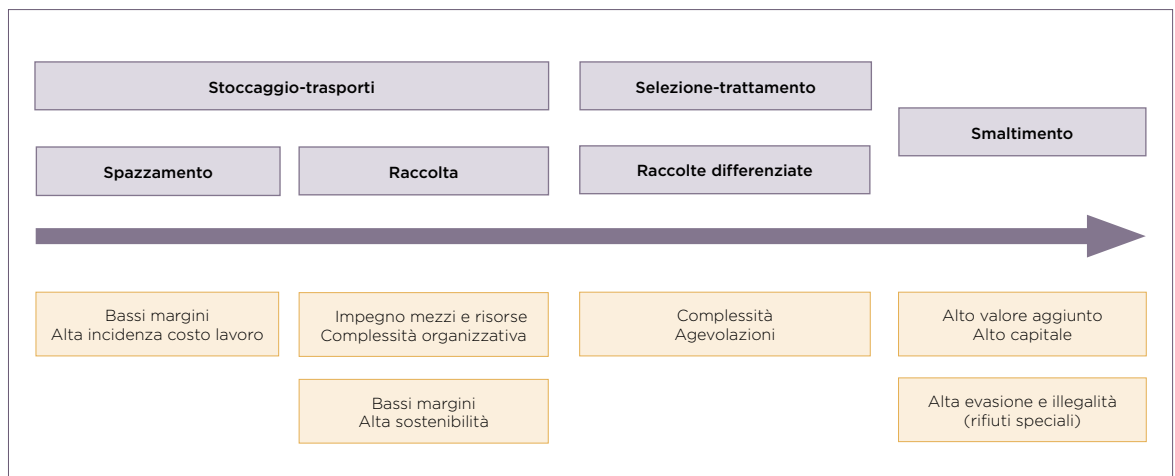 Stoccaggio-trasporti
Selezione-trattamento
Smaltimento
Spazzamento
Raccolta
Raccolte differenziate
Bassi margini
Alta incidenza costo lavoro
Impegno mezzi e risorse
Complessità organizzativa
Complessità
Agevolazioni
Alto valore aggiunto
Alto capitale
Bassi margini
Alta sostenibilità
Alta evasione e illegalità
(rifiuti speciali)